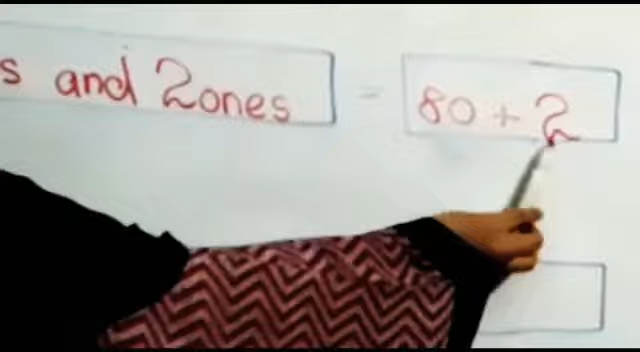 s and 2ones = 80 + 2